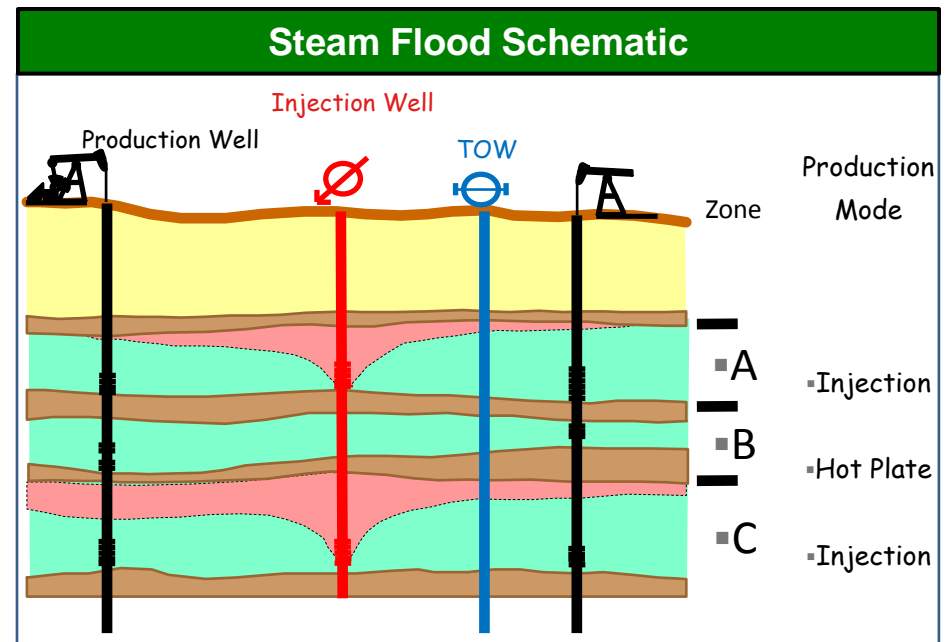 Steam Flood Schematic
Injection Well
Production Well
TOW
Production
Mode
Zone
▪A
▪Injection
▪B
▪Hot Plate
▪C
▪Injection